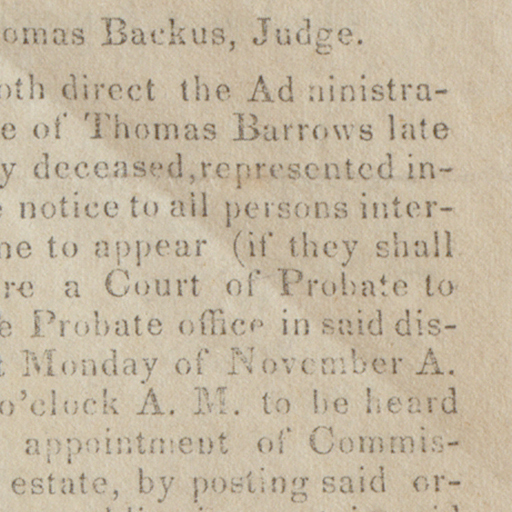 omas Backus, Judge.
oth direct the Administra-
e of Thomas Barrows late
y deceased, represented in-
notice to all persons inter-
ne to appear (if they shall
re a Court of Probate to
e Probate office in said dis-
t Monday of November A.
o'clock A. M. to be heard
appointment of Commis-
estate, by posting said or-